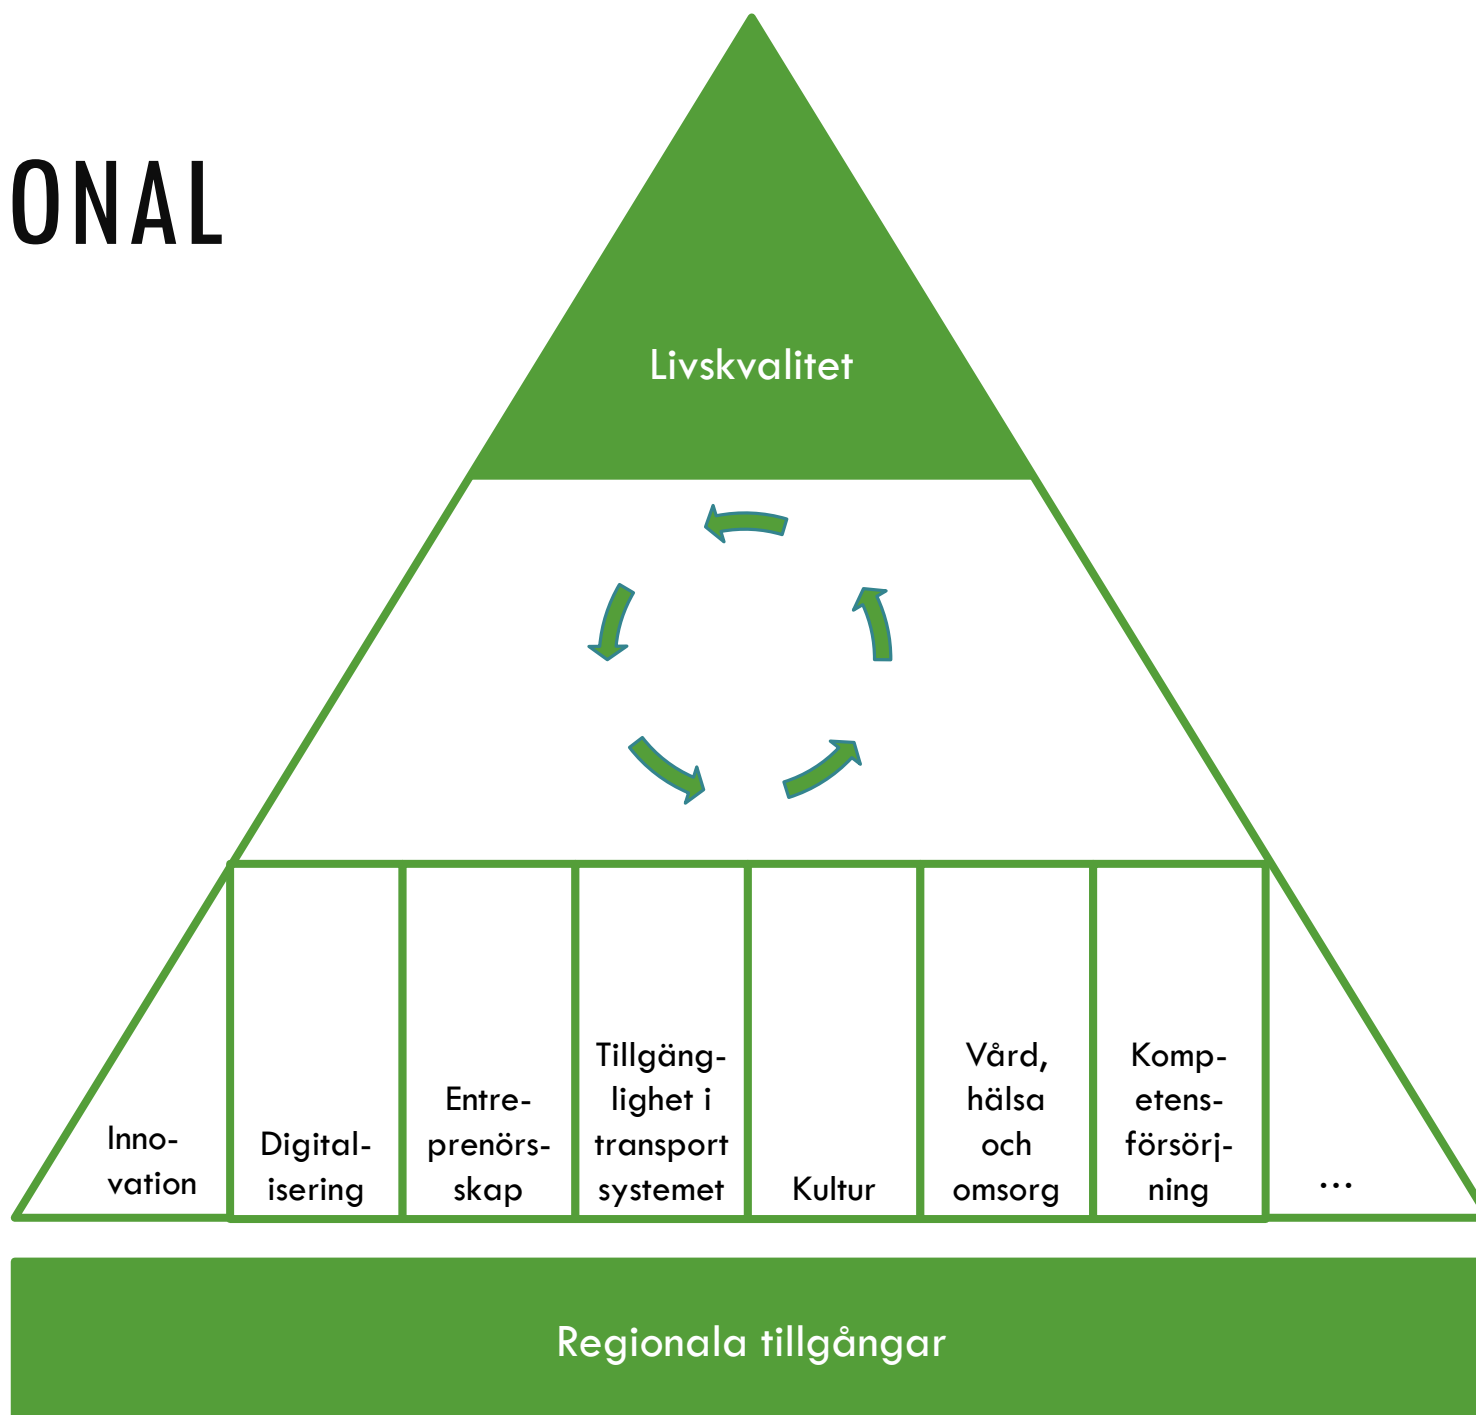 ONAL
Livskvalitet
Inno-
vation
Digital-
isering
Entre-
prenörs-
skap
Tillgäng-
lighet i
transport
systemet
Kultur
Vård,
hälsa
och
omsorg
Komp-
etens-
försörj-
ning
...
Regionala tillgångar